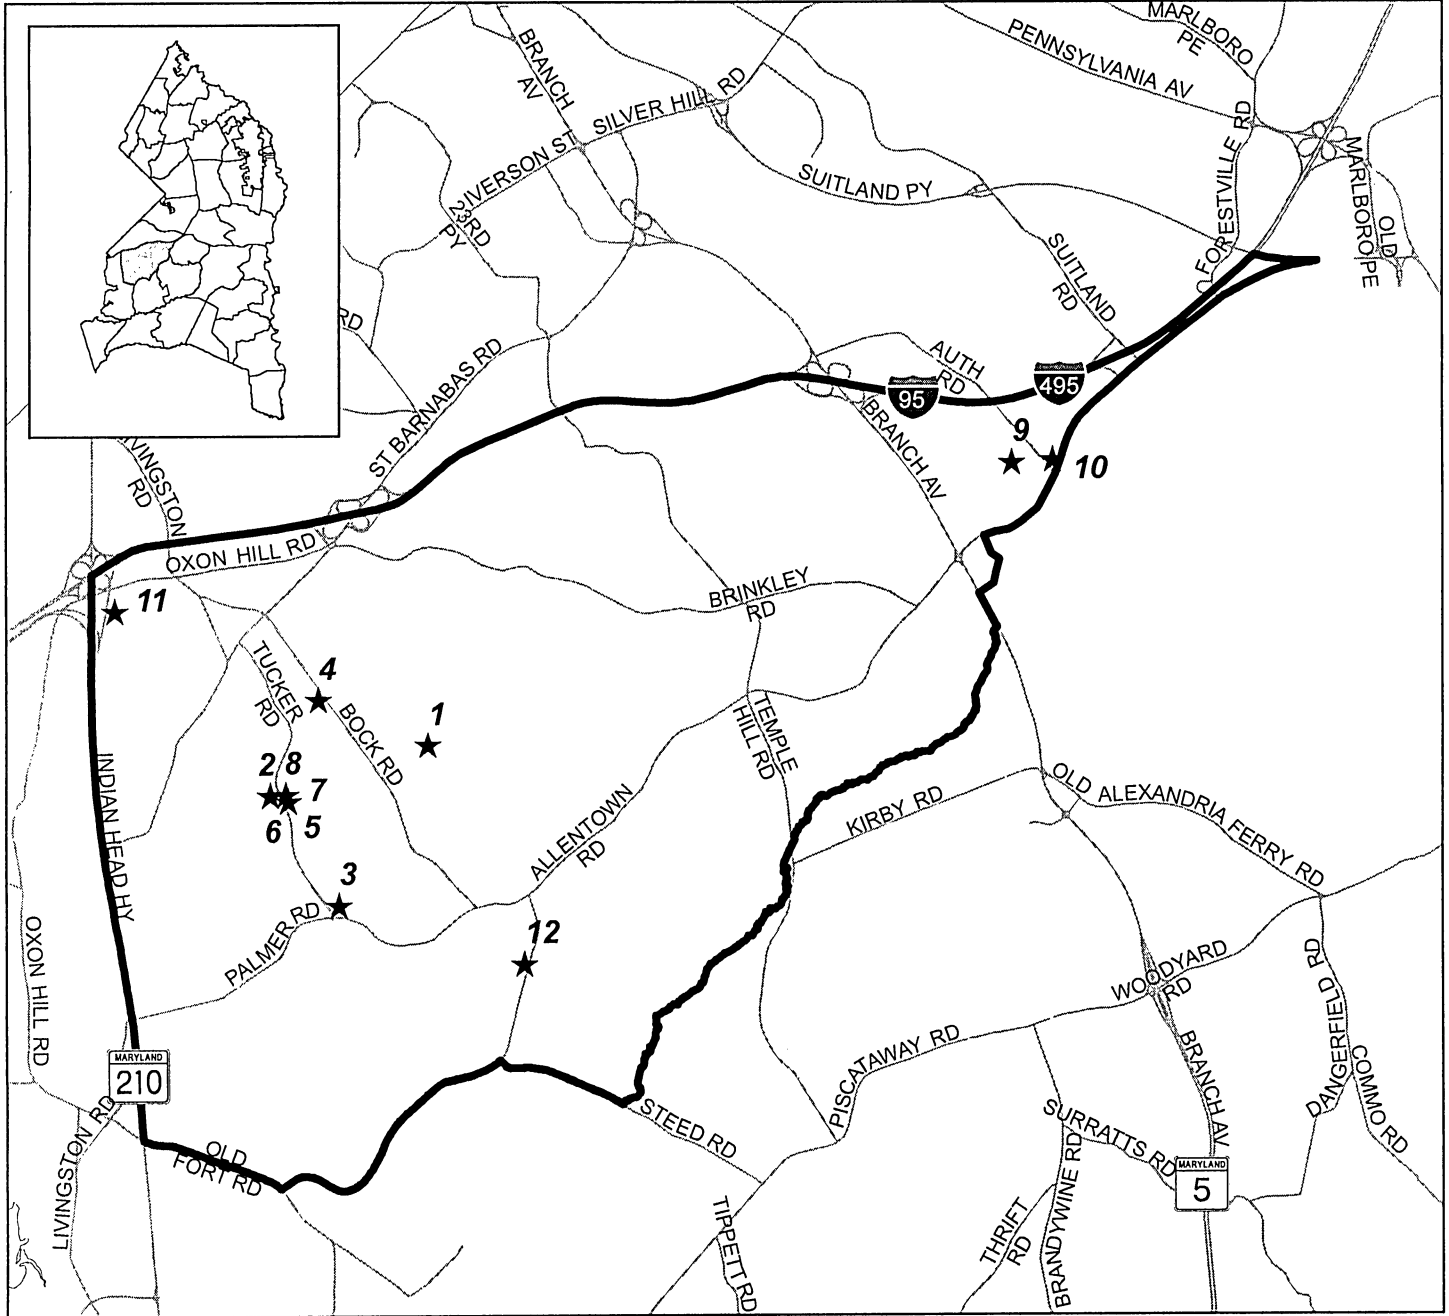 MARLBORO
PE
PENNSYLVANIA AV
BRANCH
AV
SILVER HILL RD
IVERSON ST
23RD
PY
SUITLAND PY
FORESTVILLE RD
MARLBORO PE
OLD
SUITLAND
RD
RD
ST BARNABAS RD
AUTH
RD
95
495
BRANCH AV
9
10
RD
OXON HILL RD
BRINKLEY
RD
11
TUCKER
RD
4
BOCK RD
1
TEMPLE
HILL RD
INDIAN HEAD HY
2
8
7
6
5
OLD ALEXANDRIA FERRY RD
KIRBY RD
ALLENTOWN
RD
3
PALMER RD
12
OXON HILL RD
WOODYARD
RD
DANGERFIELD RD
PISCATAWAY RD
BRANCH AV
COMMO RD
MARYLAND
210
LIVINGSTON RD
STEED RD
SURRATTS RD
OLD
FORT RD
MARYLAND
5
TIPPETT RD
THRIFT
RD
BRANDYWINE RD